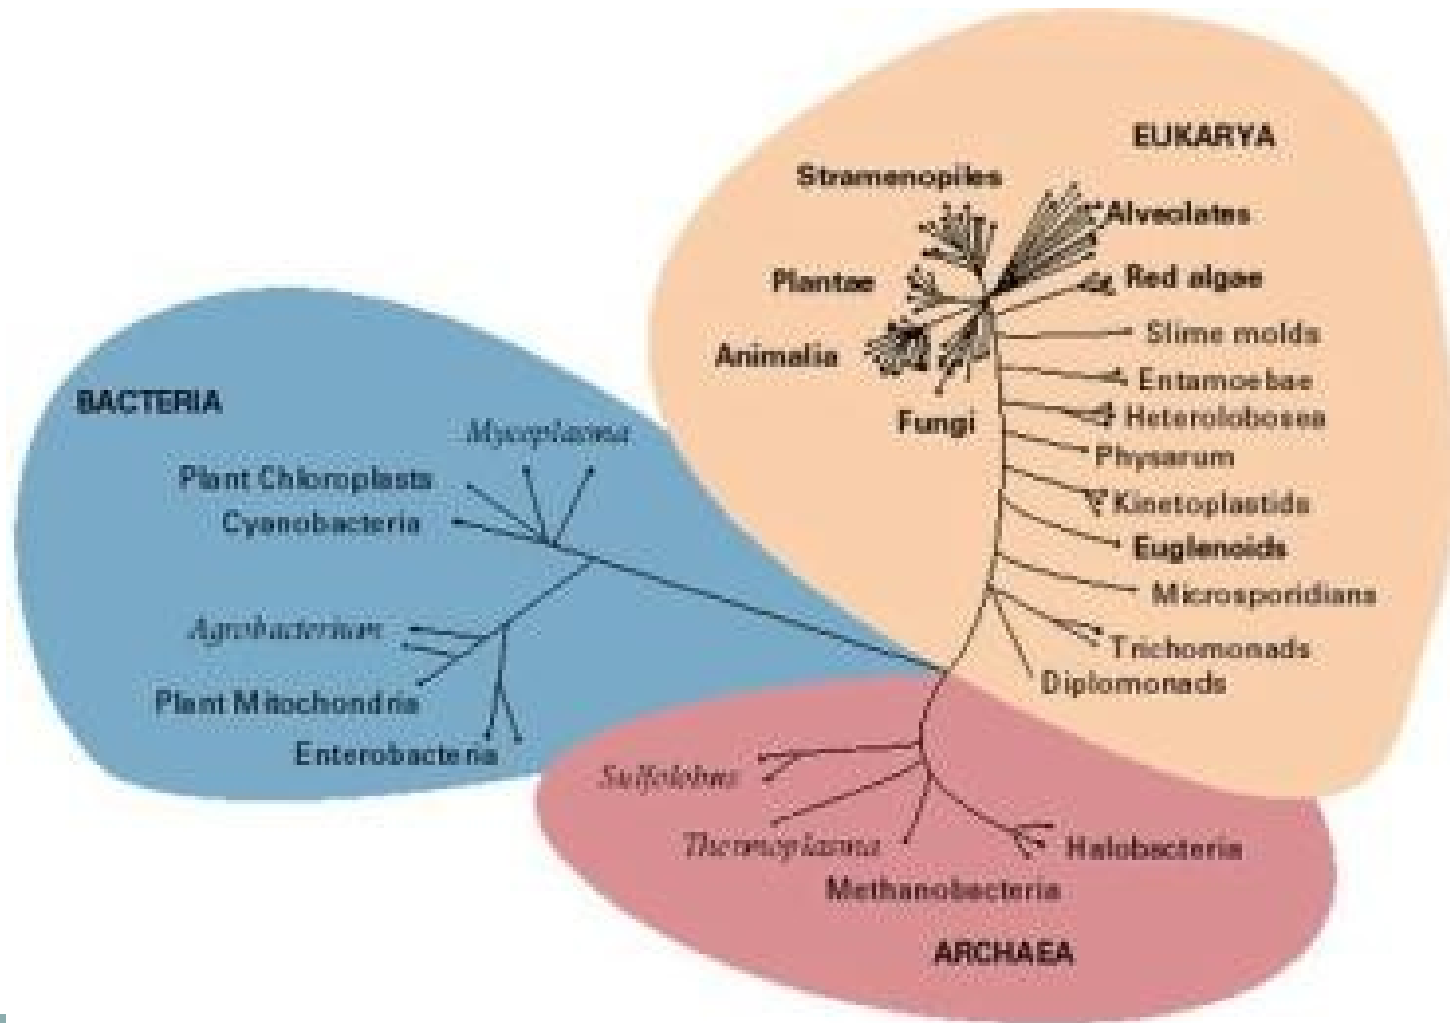 EUKARYA
Stramenopiles
Alveolates
Plantae
Red algae
Animalia
Slime molds
Entamoebae
Fungi
Heterolobosea
Physarum
Kinetoplastids
Euglenoids
Microsporidians
Trichomonads
Diplomonads
BACTERIA
Mycoplasma
Plant Chloroplasts
Cyanobacteria
Agrobacterium
Plant Mitochondria
Enterobacteria
Sulfolobus
Thermoplasma
Halobacteria
Methanobacteria
ARCHAEA